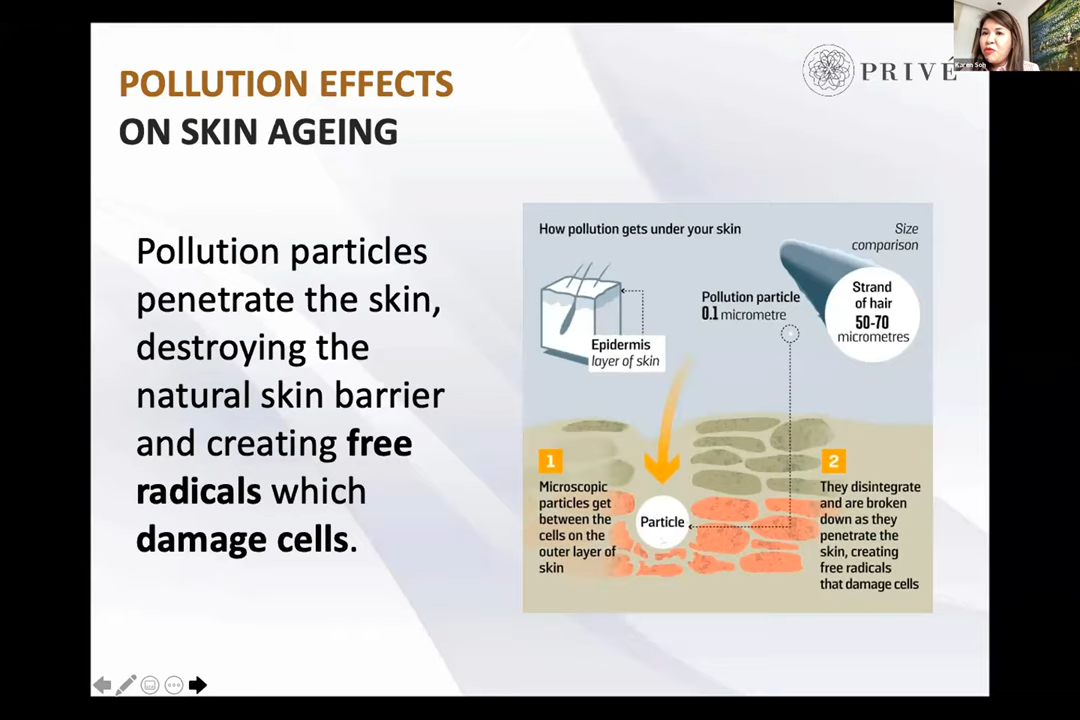 POLLUTION EFFECTS
ON SKIN AGEING
PRIVÉ
Karen Soh
Pollution particles
penetrate the skin,
destroying the
natural skin barrier
and creating free
radicals which
damage cells.
How pollution gets under your skin
Size
comparison
Strand
of hair
50-70
micrometres
Pollution particle
0.1 micrometre
Epidermis
layer of skin
1
Microscopic
particles get
between the
cells on the
outer layer of
skin
Particle
2
They disintegrate
and are broken
down as they
penetrate the
skin, creating
free radicals
that damage cells